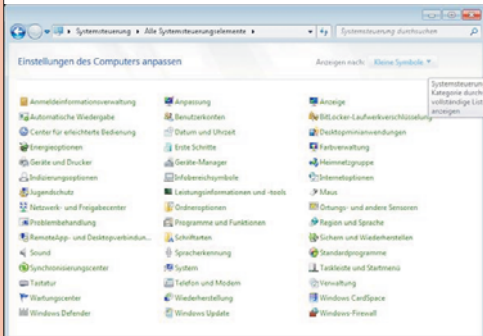 Systemsteuerung ▸ Alle Systemsteuerungselemente ▸
Systemsteuerung durchsuchen
Einstellungen des Computers anpassen
Anzeigen nach: Kleine Symbole
Systemsteuerun
Kategorie durch
vollständige List
anzeigen
Anmeldeinformationsverwaltung Anpassung Anzeige
Automatische Wiedergabe Benutzerkonten BitLocker-Laufwerkverschlüsselung
Center für erleichterte Bedienung Datum und Uhrzeit Desktopminianwendungen
Energieoptionen Erste Schritte Farbverwaltung
Geräte und Drucker Geräte-Manager Heimnetzgruppe
Indizierungsoptionen Infobereichsymbole Internetoptionen
Jugendschutz Leistungsinformationen und -tools Maus
Netzwerk- und Freigabecenter Ordneroptionen Ortungs- und andere Sensoren
Problembehandlung Programme und Funktionen Region und Sprache
RemoteApp- und Desktopverbindun... Schriftarten Sichern und Wiederherstellen
Sound Spracherkennung Standardprogramme
Synchronisierungscenter System Taskleiste und Startmenü
Tastatur Telefon und Modem Verwaltung
Wartungscenter Wiederherstellung Windows CardSpace
Windows Defender Windows Update Windows-Firewall